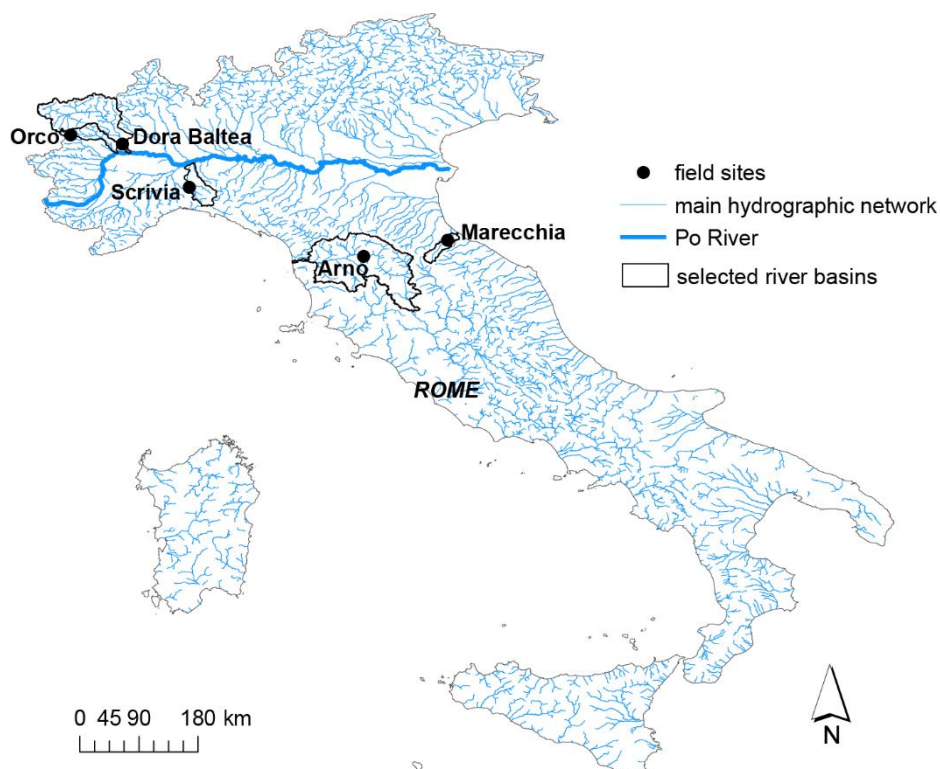 Orco
Dora Baltea
Scrivia
Marecchia
Arno
ROME
field sites
main hydrographic network
Po River
selected river basins
0 45 90 180 km
N